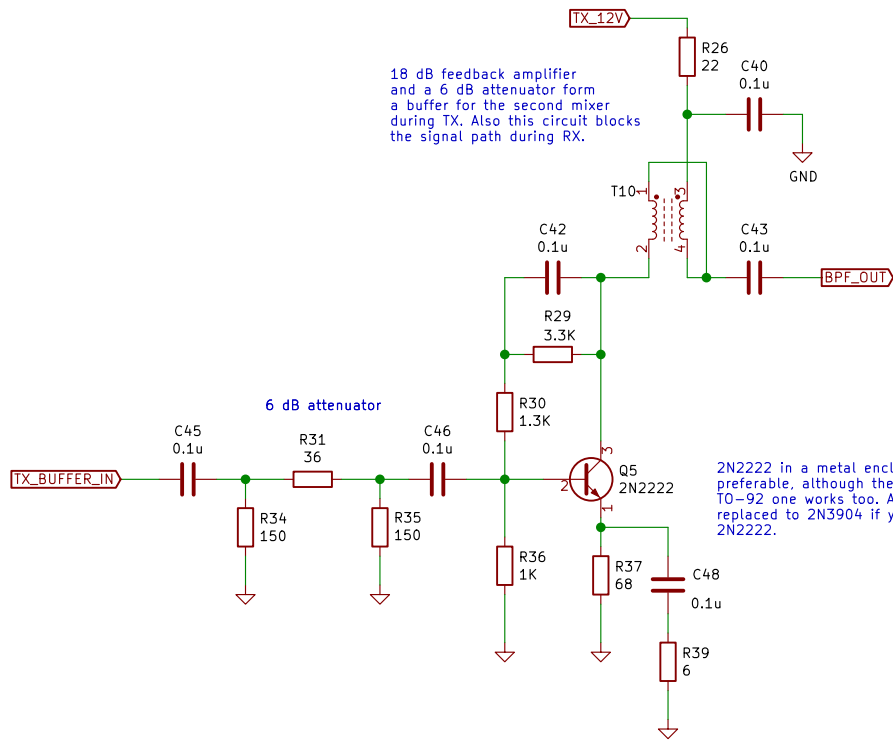 TX_12V
R26
22
C40
0.1u
18 dB feedback amplifier
and a 6 dB attenuator form
a buffer for the second mixer
during TX. Also this circuit blocks
the signal path during RX.
GND
T10
1
3
2
4
C42
0.1u
C43
0.1u
BPF_OUT
R29
3.3K
6 dB attenuator
R30
1.3K
C45
0.1u
R31
36
C46
0.1u
TX_BUFFER_IN
3
2
1
Q5
2N2222
2N2222 in a metal encl
preferable, although the
TO-92 one works too. A
replaced to 2N3904 if y
2N2222.
R34
150
R35
150
R36
1K
R37
68
C48
0.1u
R39
6